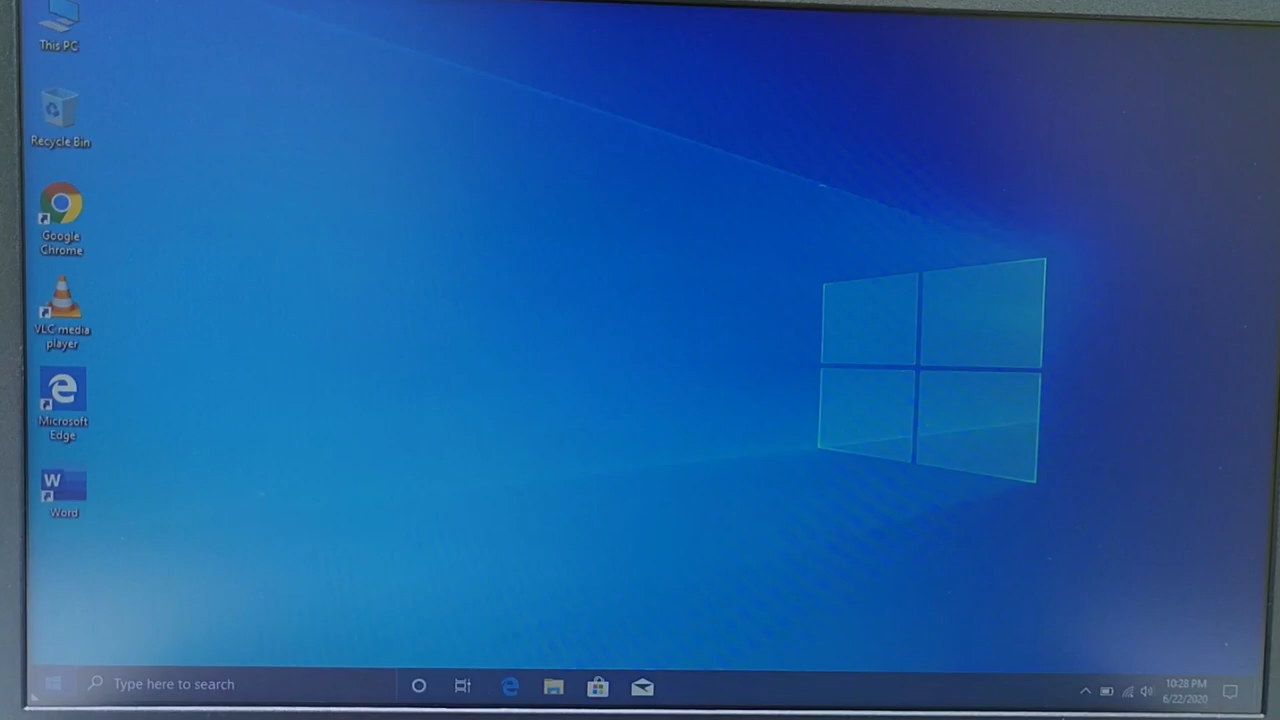 This PC
Recycle Bin
Google
Chrome
VLC media
player
Microsoft
Edge
W
Word
Type here to search
10:28 PM
6/22/2020